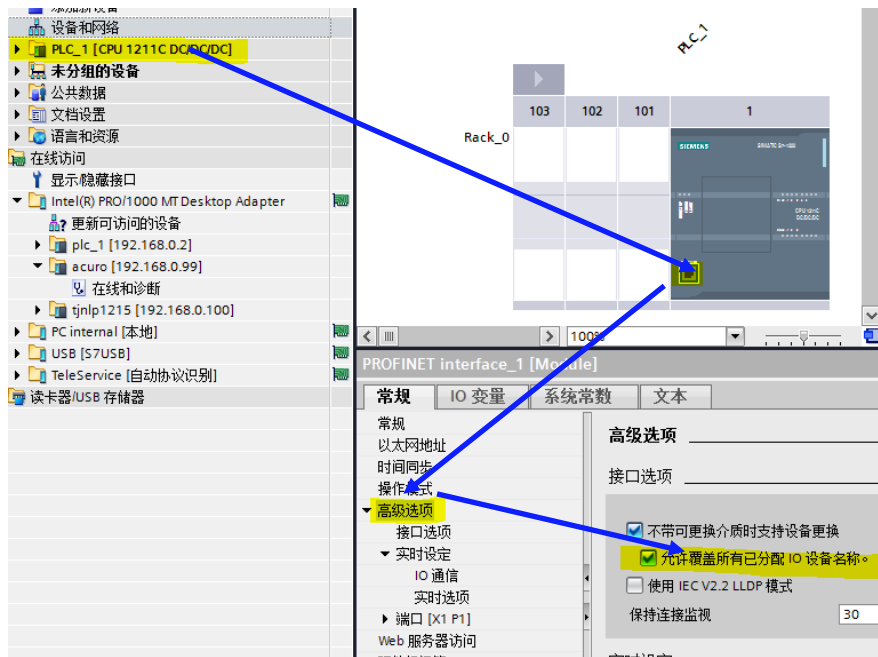 设备和网络
PLC_1 [CPU 1211C DC/DC/DC]
未分组的设备
公共数据
文档设置
语言和资源
在线访问
显示/隐藏接口
Intel(R) PRO/1000 MT Desktop Adapter
更新可访问的设备
plc_1 [192.168.0.2]
acuro [192.168.0.99]
在线和诊断
tjnlp1215 [192.168.0.100]
PC internal [本地]
USB [S7USB]
TeleService [自动协议识别]
读卡器/USB 存储器
PLC_1
103 102 101 1
Rack_0
SIEMENS SIMATIC S7-1200
CPU 1211C
DC/DC/DC
100%
PROFINET interface_1 [Module]
常规 IO 变量 系统常数 文本
常规
以太网地址
时间同步
操作模式
高级选项
接口选项
实时设定
IO 通信
实时选项
端口 [X1 P1]
Web 服务器访问
高级选项
接口选项
不带可更换介质时支持设备更换
允许覆盖所有已分配 IO 设备名称。
使用 IEC V2.2 LLDP 模式
保持连接监视 30